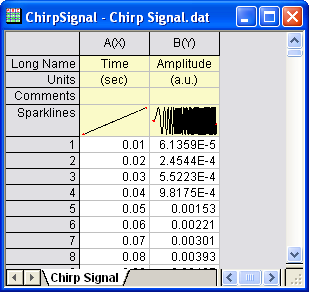 ChirpSignal - Chirp Signal.dat
A(X) B(Y)
Long Name Time Amplitude
Units (sec) (a.u.)
Comments
Sparklines
1 0.01 6.1359E-5
2 0.02 2.4544E-4
3 0.03 5.5223E-4
4 0.04 9.8175E-4
5 0.05 0.00153
6 0.06 0.00221
7 0.07 0.00301
8 0.08 0.00393
Chirp Signal